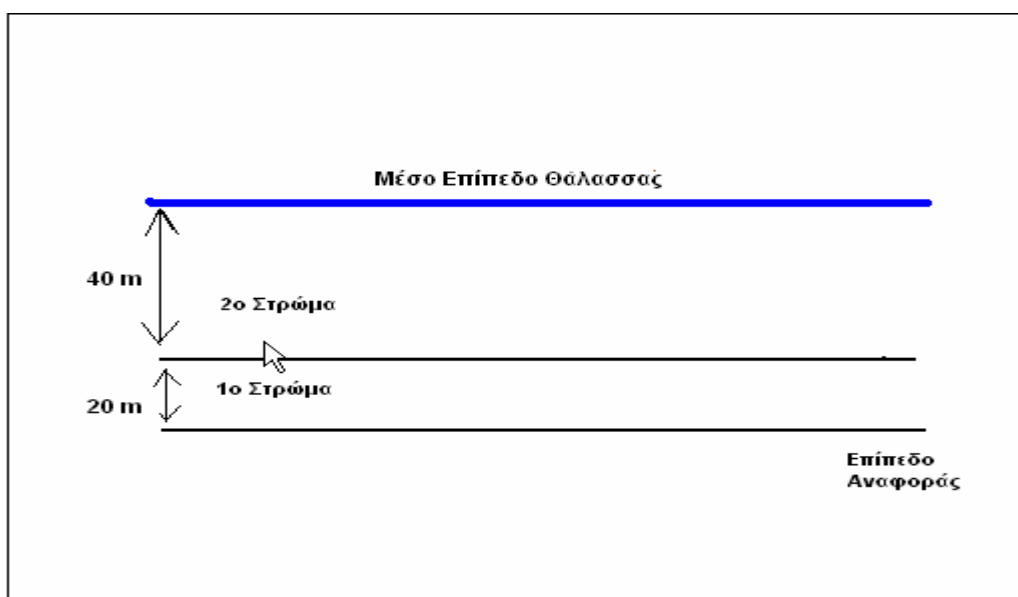 Μέσο Επίπεδο Θάλασσας
40 m
2ο Στρώμα
1ο Στρώμα
20 m
Επίπεδο
Αναφοράς